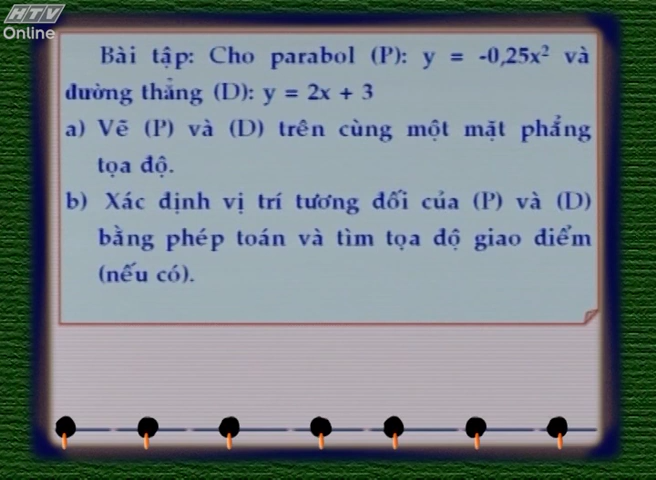 HTV
Online
Bài tập: Cho parabol (P): y = -0,25x² và
đường thẳng (D): y = 2x + 3
a) Vẽ (P) và (D) trên cùng một mặt phẳng
tọa độ.
b) Xác định vị trí tương đối của (P) và (D)
bằng phép toán và tìm tọa độ giao điểm
(nếu có).